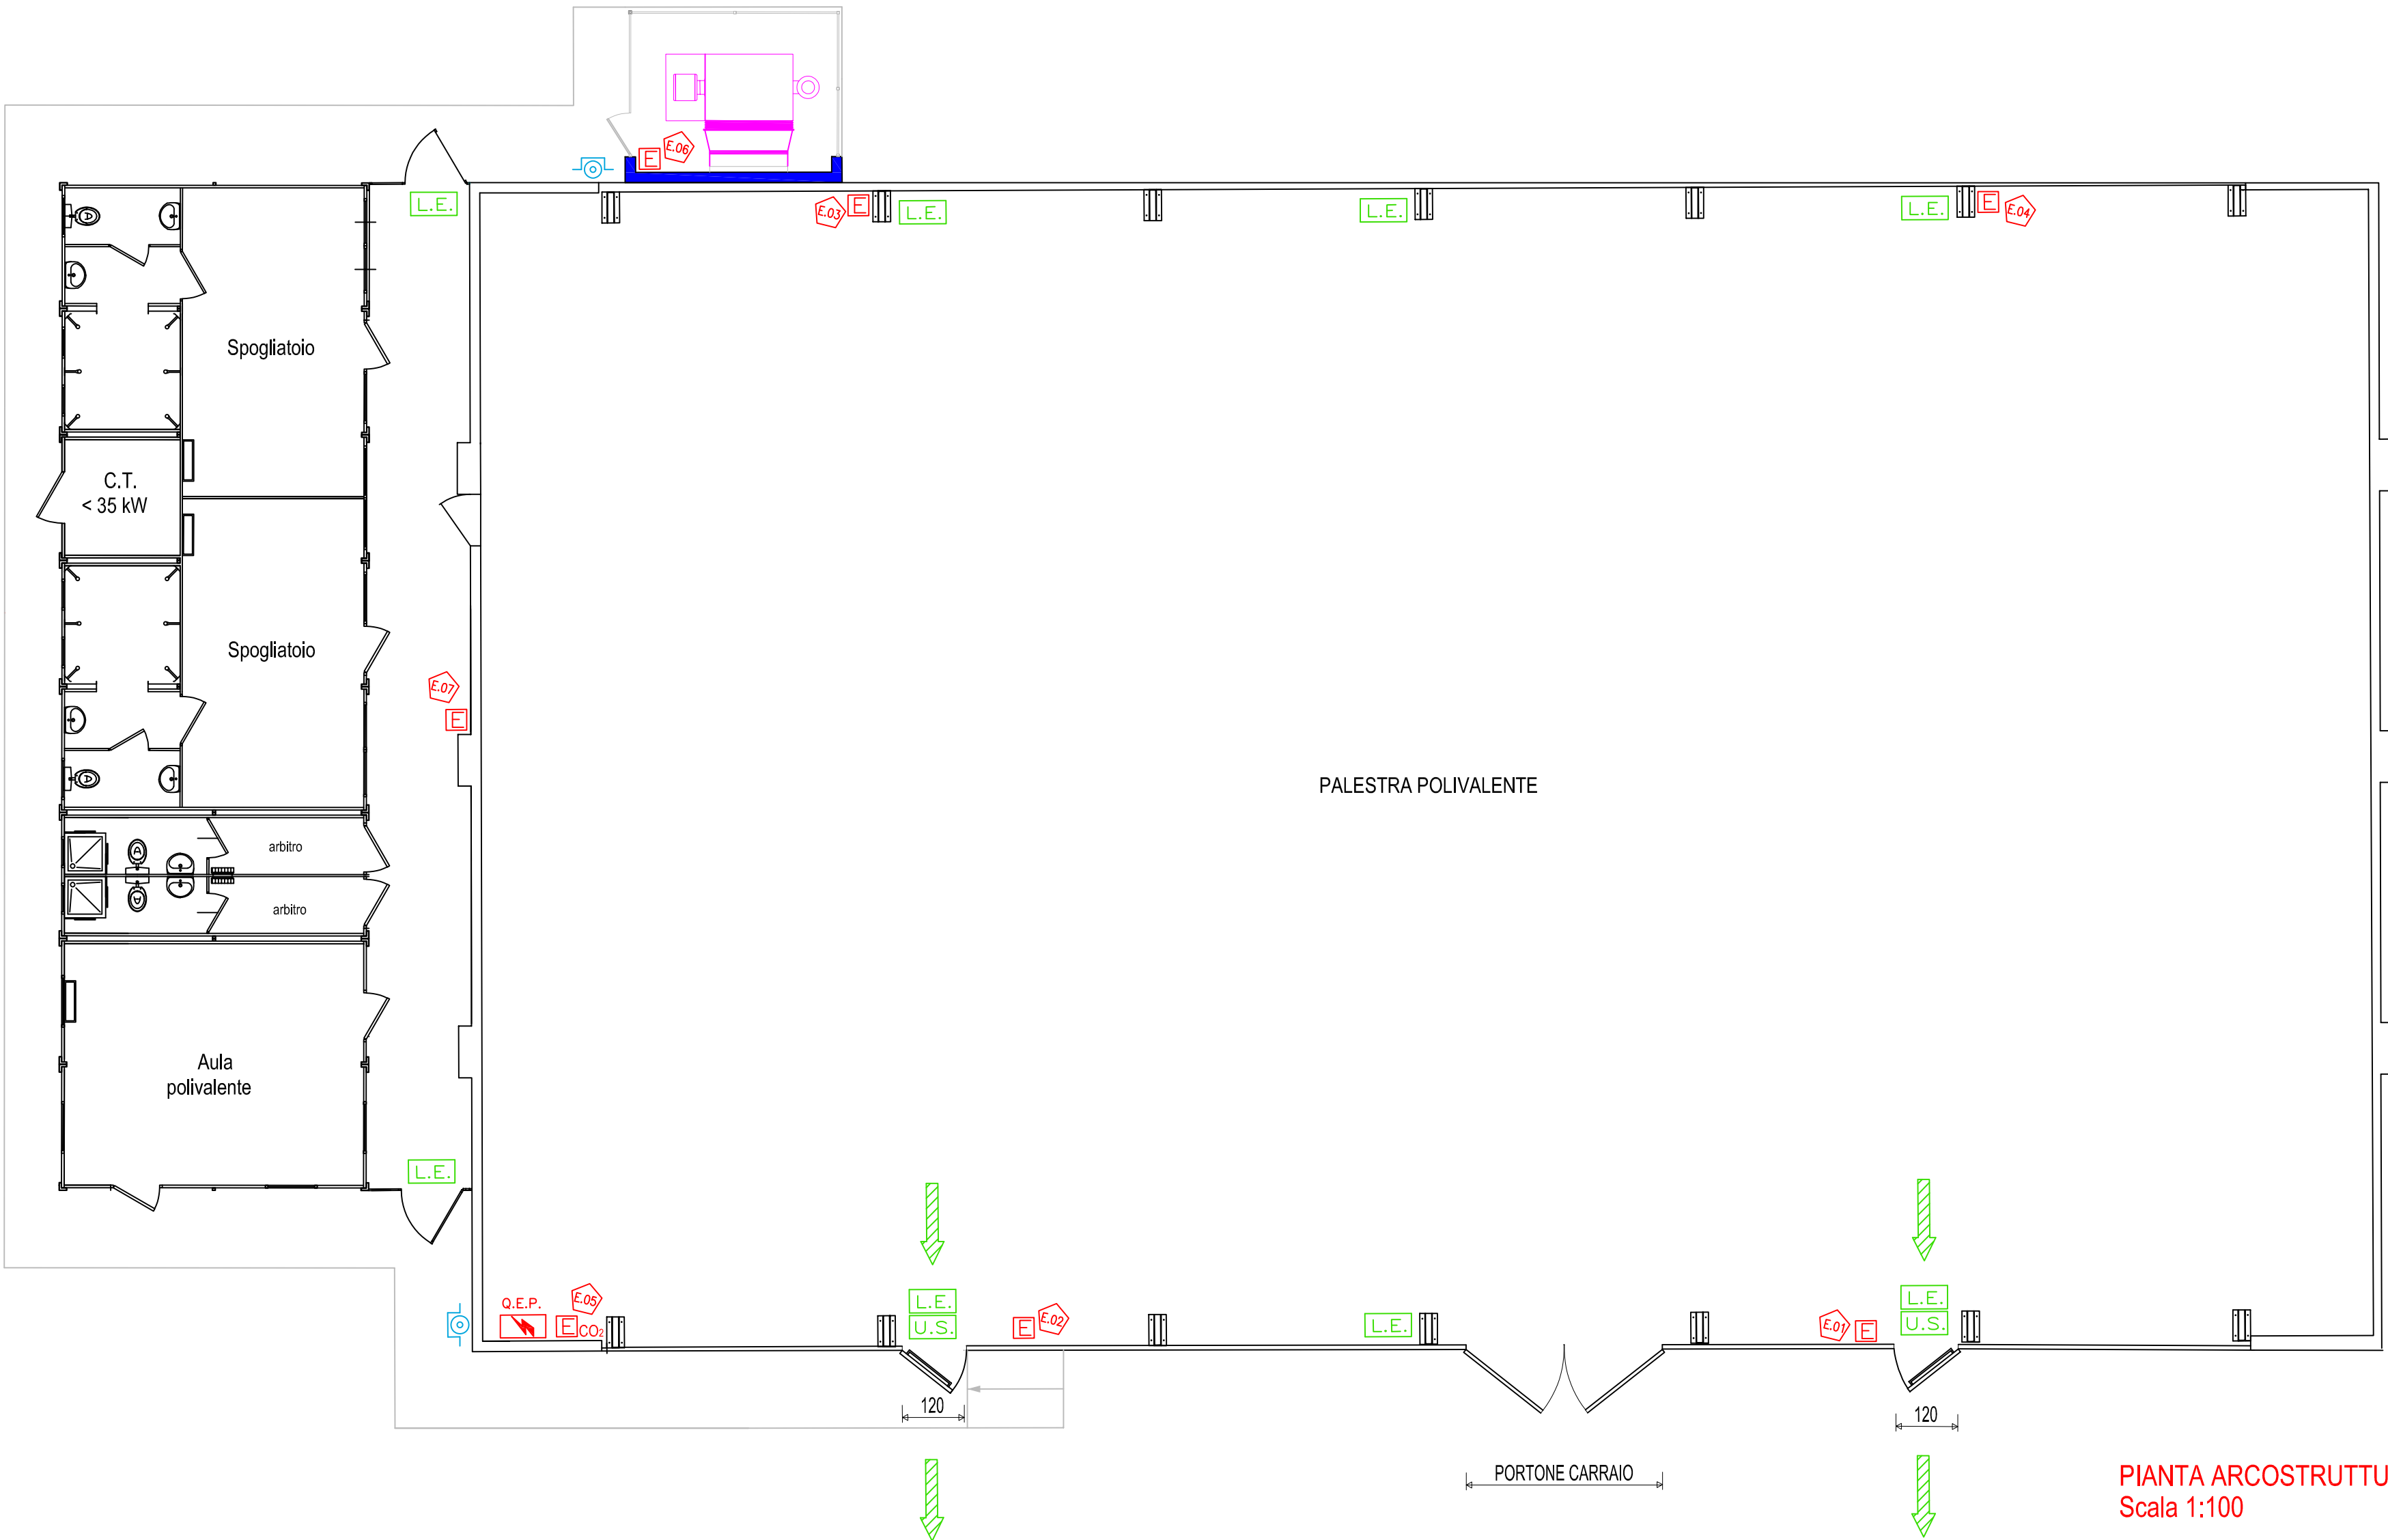 E
E.06
L.E.
E.03
E
L.E.
L.E.
L.E.
E
E.04
A
Spogliatoio
C.T.
< 35 kW
Spogliatoio
E.07
E
A
PALESTRA POLIVALENTE
A
arbitro
A
arbitro
Aula
polivalente
L.E.
Q.E.P.
E.05
E
CO2
L.E.
U.S.
E
E.02
L.E.
E.01
E
L.E.
U.S.
120
120
PORTONE CARRAIO
PIANTA ARCOSTRUTTU
Scala 1:100